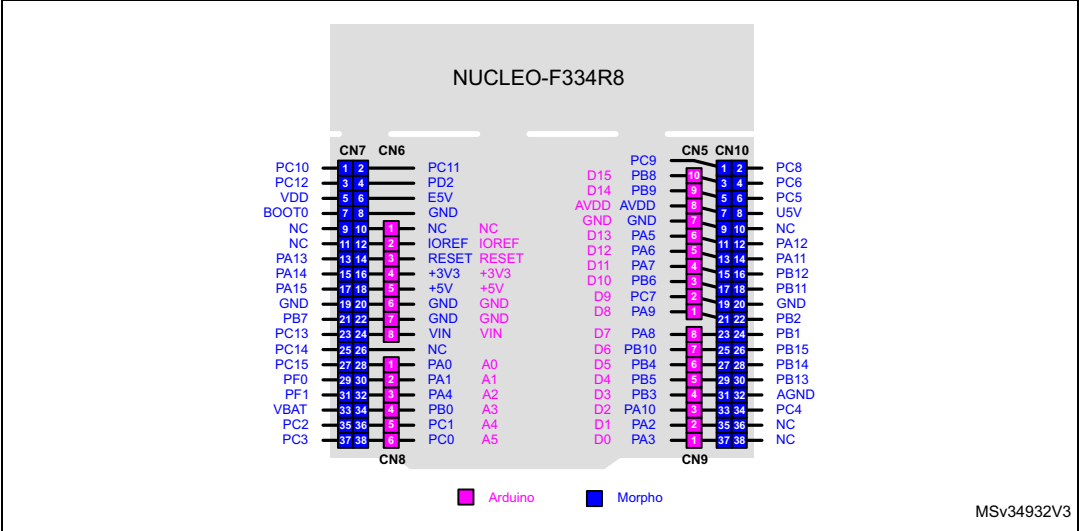 NUCLEO-F334R8
CN7 CN6 CN5 CN10
PC9
PC10 1 2 PC11 1 2 PC8
D15 PB8 10
PC12 3 4 PD2 3 4 PC6
D14 PB9 9
VDD 5 6 E5V 5 6 PC5
AVDD AVDD 8
BOOT0 7 8 GND 7 8 U5V
GND GND 7
NC 9 10 1 NC NC 9 10 NC
D13 PA5 6
NC 11 12 2 IOREF IOREF 11 12 PA12
D12 PA6 5
PA13 13 14 3 RESET RESET 13 14 PA11
D11 PA7 4
PA14 15 16 4 +3V3 +3V3 15 16 PB12
D10 PB6 3
PA15 17 18 5 +5V +5V 17 18 PB11
D9 PC7 2
GND 19 20 6 GND GND 19 20 GND
D8 PA9 1
PB7 21 22 7 GND GND 21 22 PB2
PC13 23 24 8 VIN VIN D7 PA8 8 23 24 PB1
PC14 25 26 NC D6 PB10 7 25 26 PB15
PC15 27 28 1 PA0 A0 D5 PB4 6 27 28 PB14
PF0 29 30 2 PA1 A1 D4 PB5 5 29 30 PB13
PF1 31 32 3 PA4 A2 D3 PB3 4 31 32 AGND
VBAT 33 34 4 PB0 A3 D2 PA10 3 33 34 PC4
PC2 35 36 5 PC1 A4 D1 PA2 2 35 36 NC
PC3 37 38 6 PC0 A5 D0 PA3 1 37 38 NC
CN8 CN9
Arduino Morpho
MSv34932V3